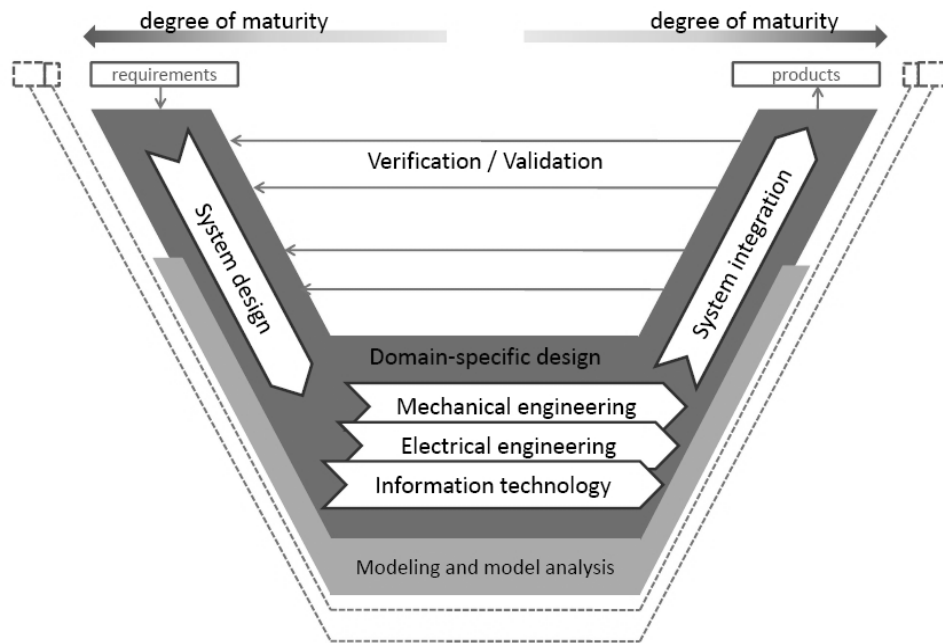 degree of maturity
degree of maturity
requirements
products
Verification / Validation
System design
System integration
Domain-specific design
Mechanical engineering
Electrical engineering
Information technology
Modeling and model analysis